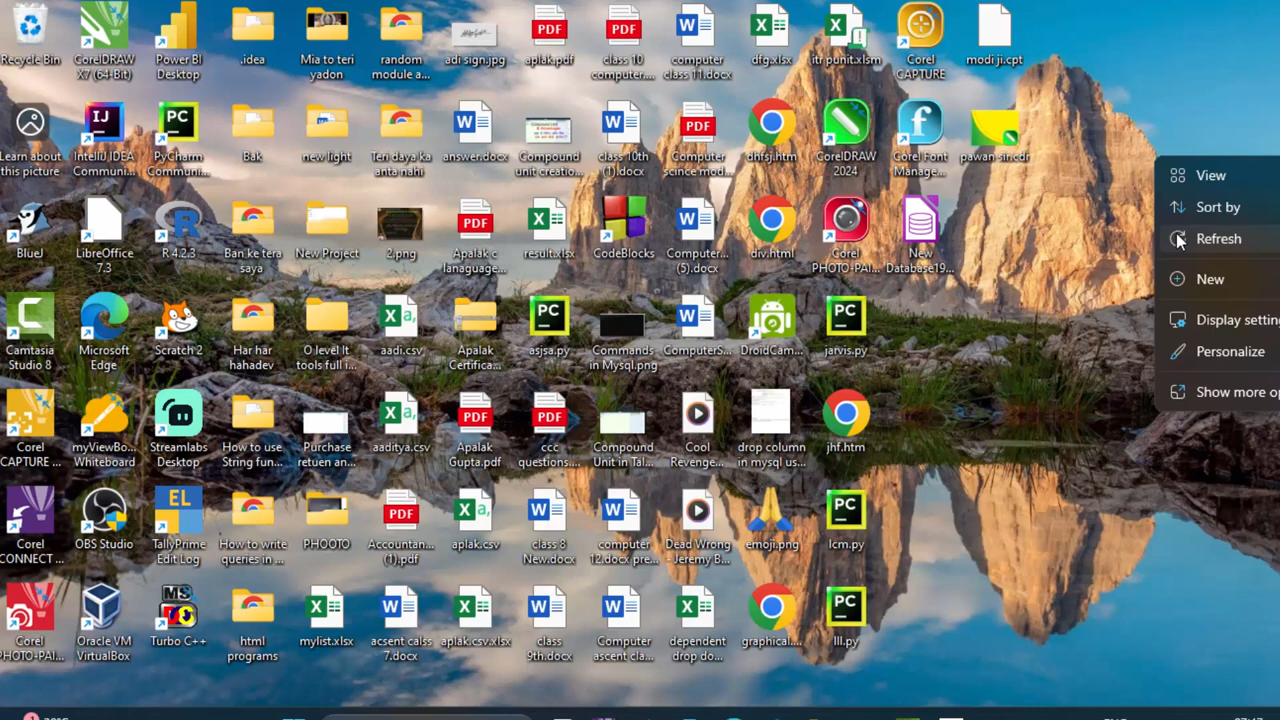 Recycle Bin
CorelDRAW
X7 (64-Bit)
Power BI
Desktop
.idea
Mia to teri
yadon
random
module a...
adi sign.jpg
aplak.pdf
class 10
computer....
computer
class 11.docx
dfg.xlsx
itr punit.xlsm
Corel
CAPTURE
modi ji.cpt
Learn about
this picture
IntelliJ IDEA
Communi...
PyCharm
Communi...
Bak
new light
Teri daya ka
anta nahi
answer.docx
Compound
unit creatio...
class 10th
(1).docx
Computer
scince mod...
dhfsj.htm
CorelDRAW
2024
Corel Font
Manage...
pawan sir.cdr
BlueJ
LibreOffice
7.3
R 4.2.3
Ban ke tera
saya
New Project
2.png
Apalak c
lanaguage...
result.xlsx
CodeBlocks
Computer...
(5).docx
div.html
Corel
PHOTO-PAI...
New
Database19...
Camtasia
Studio 8
Microsoft
Edge
Scratch 2
Har har
hahadev
O level It
tools full i...
aadi.csv
Apalak
Certifica...
asjsa.py
Commands
in Mysql.png
ComputerS...
DroidCam...
jarvis.py
Corel
CAPTURE ...
myViewBo...
Whiteboard
Streamlabs
Desktop
How to use
String fun...
Purchase
retuen an...
aaditya.csv
Apalak
Gupta.pdf
ccc
questions....
Compound
Unit in Tal...
Cool
Revenge...
drop column
in mysql us...
jhf.htm
Corel
CONNECT ...
OBS Studio
TallyPrime
Edit Log
How to write
queries in ...
PHOOTO
Accountan...
(1).pdf
aplak.csv
class 8
New.docx
computer
12.docx pre...
Dead Wrong
- Jeremy B...
emoji.png
lcm.py
Corel
PHOTO-PAI...
Oracle VM
VirtualBox
Turbo C++
html
programs
mylist.xlsx
acsent calss
7.docx
aplak.csv.xlsx
class
9th.docx
Computer
ascent cla...
dependent
drop do...
graphical....
lll.py
View
Sort by
Refresh
New
Display settin
Personalize
Show more op